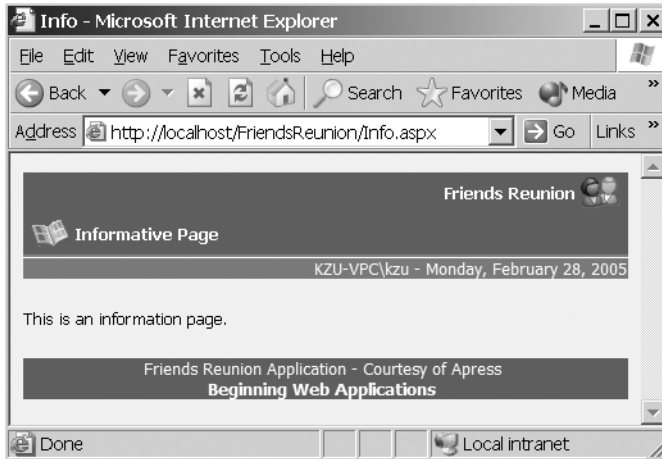 Info - Microsoft Internet Explorer
File Edit View Favorites Tools Help
Back Search Favorites Media »
Address http://localhost/FriendsReunion/Info.aspx Go Links »
Friends Reunion
Informative Page
KZU-VPC\kzu - Monday, February 28, 2005
This is an information page.
Friends Reunion Application - Courtesy of Apress
Beginning Web Applications
Done Local intranet